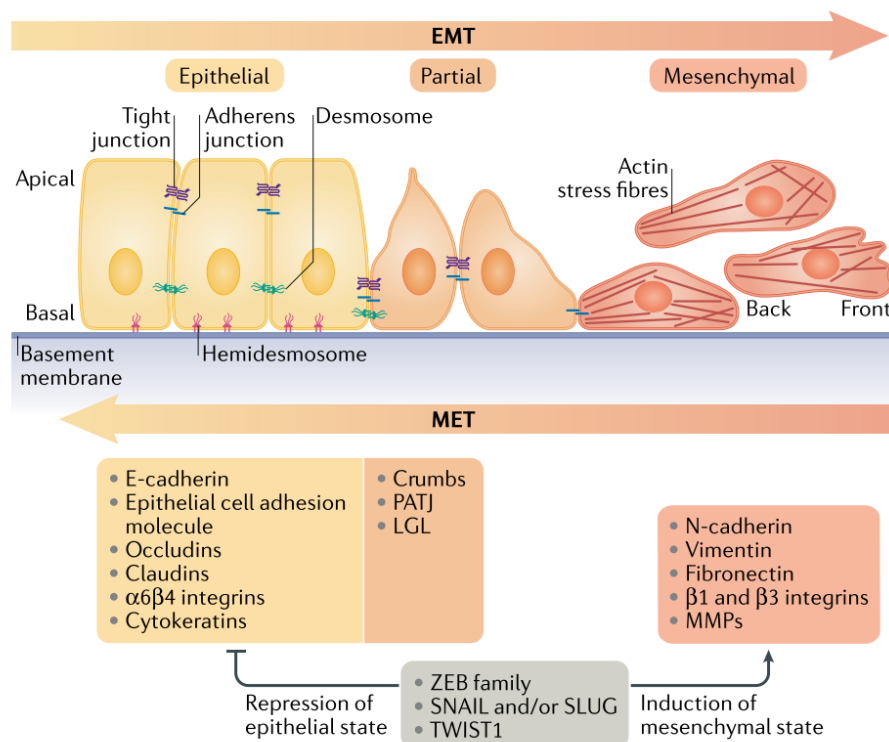 EMT
Epithelial
Partial
Mesenchymal
Tight
junction
Adherens
junction
Desmosome
Apical
Actin
stress fibres
Basal
Back
Front
Basement
membrane
Hemidesmosome
MET
• E-cadherin
• Epithelial cell adhesion
molecule
• Occludins
• Claudins
• α6β4 integrins
• Cytokeratins
• Crumbs
• PATJ
• LGL
• N-cadherin
• Vimentin
• Fibronectin
• β1 and β3 integrins
• MMPs
Repression of
epithelial state
• ZEB family
• SNAIL and/or SLUG
• TWIST1
Induction of
mesenchymal state